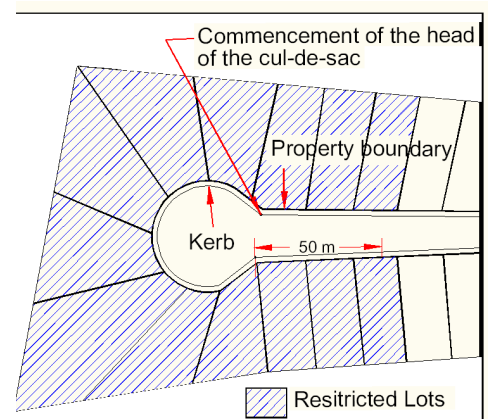 Commencement of the head
of the cul-de-sac
Property boundary
Kerb
50 m
Resitricted Lots